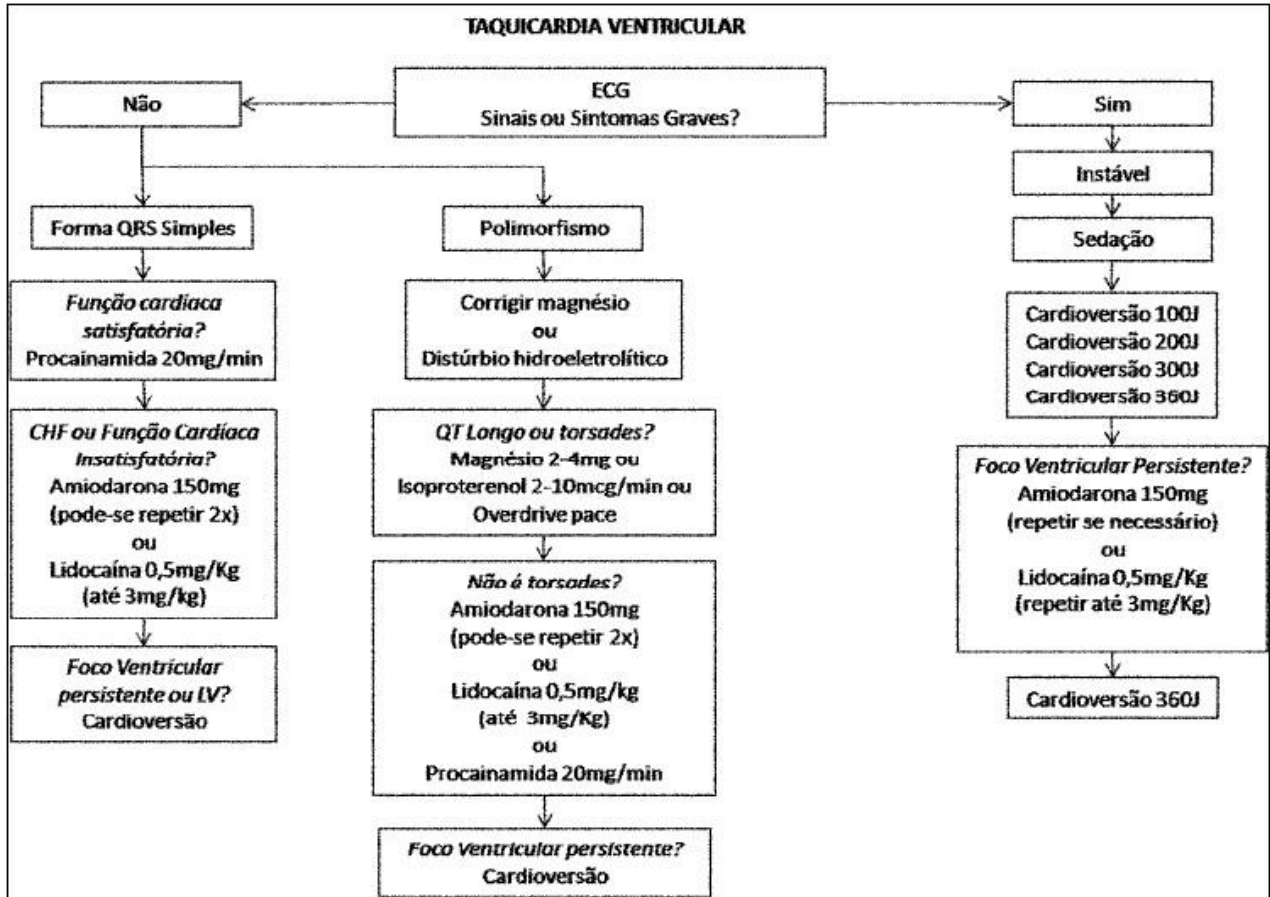 TAQUICARDIA VENTRICULAR
ECG
Sinais ou Sintomas Graves?
Não
Forma QRS Simples
Função cardíaca
satisfatória?
Procainamida 20mg/min
CHF ou Função Cardíaca
Insatisfatória?
Amiodarona 150mg
(pode-se repetir 2x)
ou
Lidocaína 0,5mg/Kg
(até 3mg/kg)
Foco Ventricular
persistente ou LV?
Cardioversão
Polimorfismo
Corrigir magnésio
ou
Distúrbio hidroeletrolítico
QT Longo ou torsades?
Magnésio 2-4mg ou
Isoproterenol 2-10mcg/min ou
Overdrive pace
Não é torsades?
Amiodarona 150mg
(pode-se repetir 2x)
ou
Lidocaína 0,5mg/kg
(até 3mg/Kg)
ou
Procainamida 20mg/min
Foco Ventricular persistente?
Cardioversão
Sim
Instável
Sedação
Cardioversão 100J
Cardioversão 200J
Cardioversão 300J
Cardioversão 360J
Foco Ventricular Persistente?
Amiodarona 150mg
(repetir se necessário)
ou
Lidocaína 0,5mg/Kg
(repetir até 3mg/Kg)
Cardioversão 360J